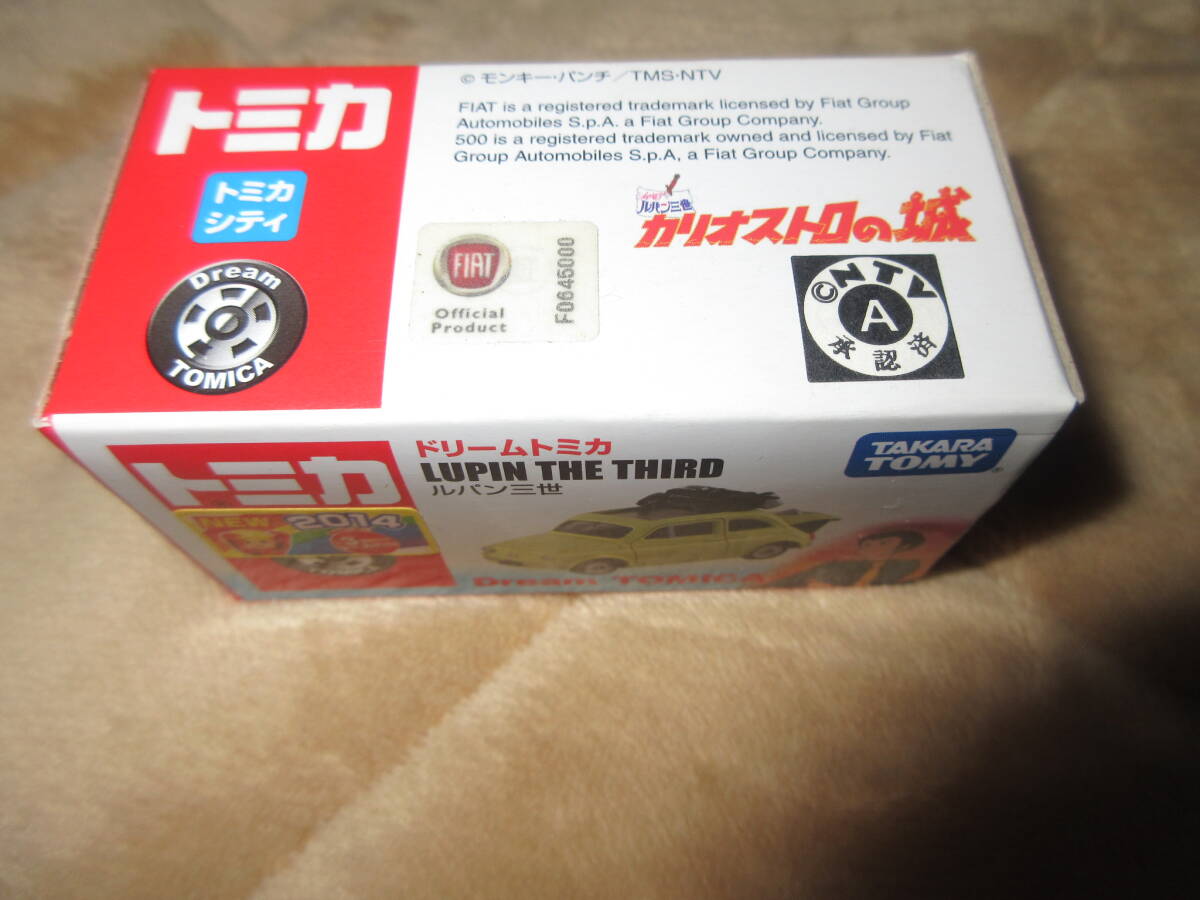 トミカ
トミカ
シティ
Dream
TOMICA
© モンキー・パンチ／TMS・NTV
FIAT is a registered trademark licensed by Fiat Group
Automobiles S.p.A. a Fiat Group Company.
500 is a registered trademark owned and licensed by Fiat
Group Automobiles S.p.A, a Fiat Group Company.
FIAT
Official
Product
F0645000
ルパン三世
カリオストロの城
©NTV
A
承認済
トミカ
NEW 2014
ドリームトミカ
LUPIN THE THIRD
ルパン三世
TAKARA
TOMY®
Dream TOMICA